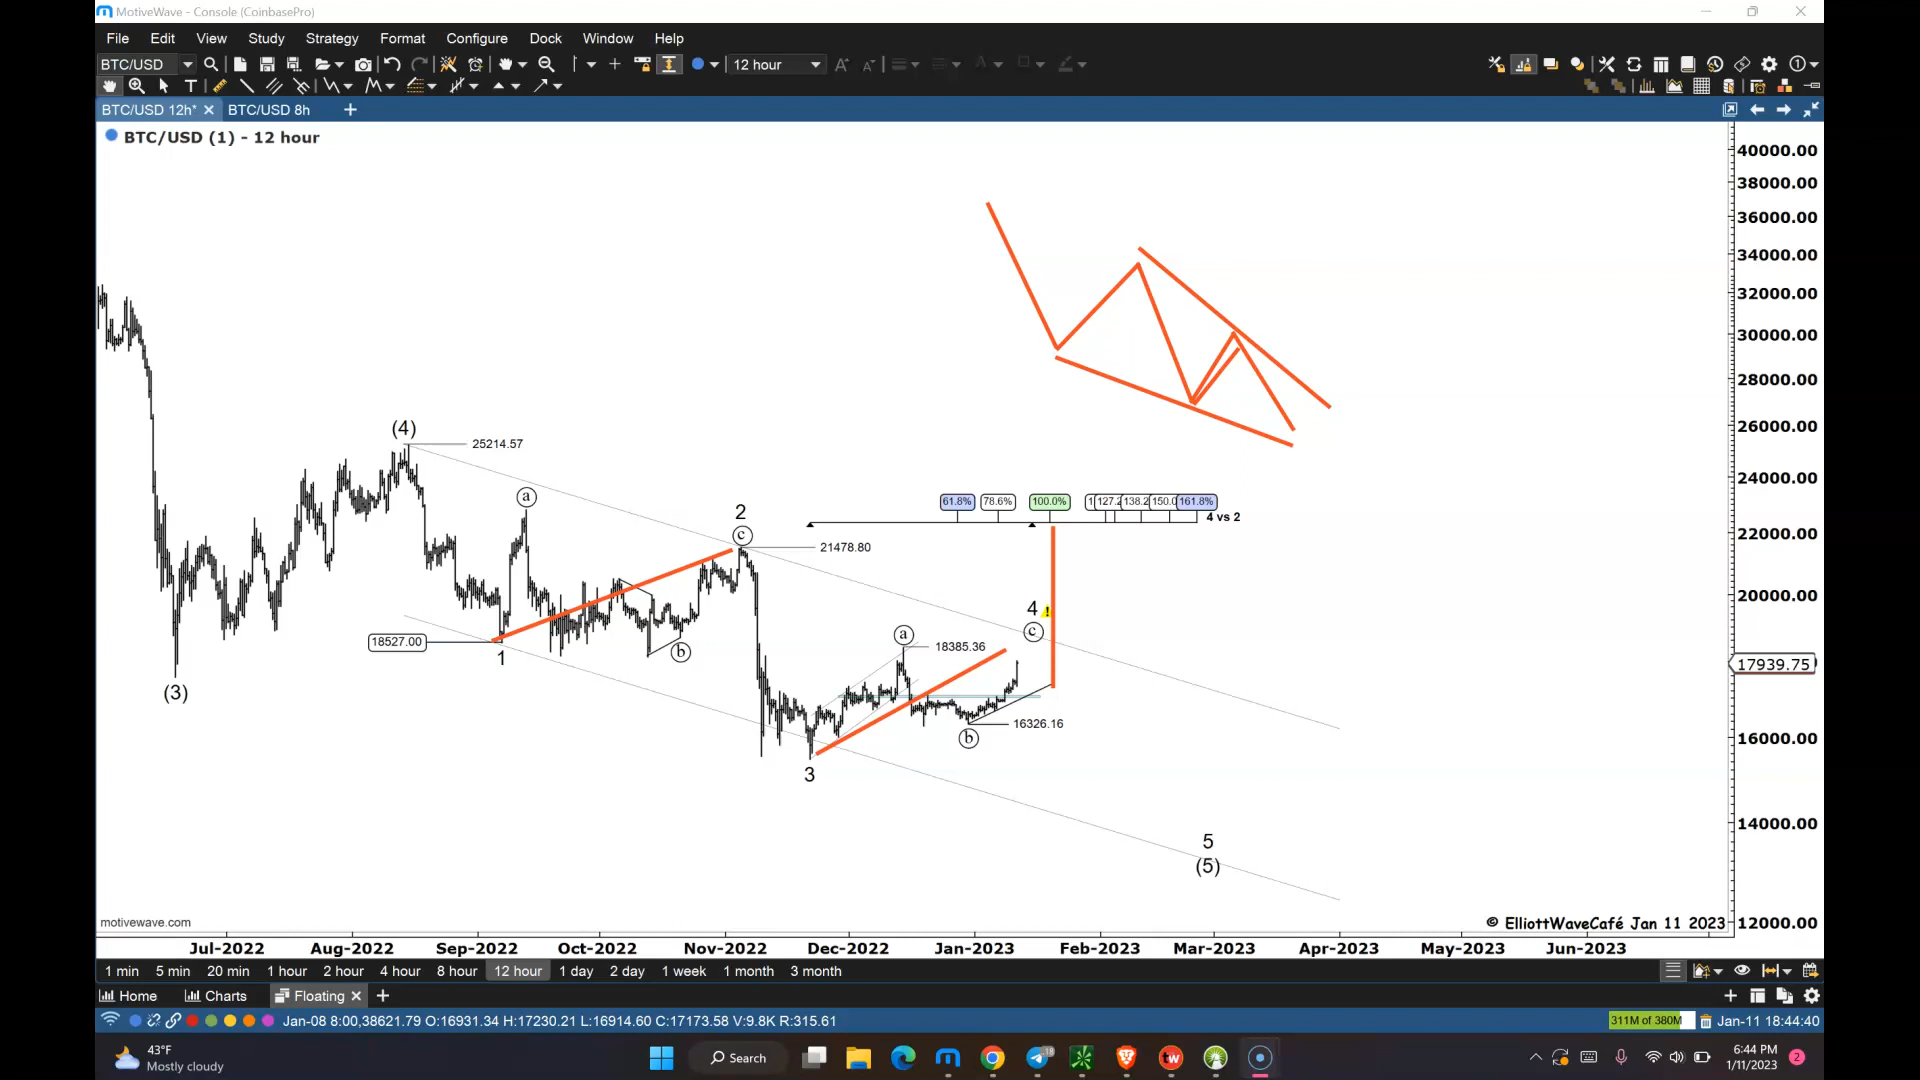 MotiveWave - Console (CoinbasePro)
File Edit View Study Strategy Format Configure Dock Window Help
BTC/USD 12 hour
BTC/USD 12h* BTC/USD 8h
BTC/USD (1) - 12 hour
40000.00
38000.00
36000.00
34000.00
32000.00
30000.00
28000.00
26000.00
24000.00
22000.00
20000.00
17939.75
16000.00
14000.00
12000.00
(4)
25214.57
a
2
c
21478.80
61.8% 78.6% 100.0% 127.2 138.2 150.0 161.8%
4 vs 2
18527.00
1
b
(3)
4
c
a
18385.36
16326.16
b
3
5
(5)
motivewave.com
© ElliottWaveCafé Jan 11 2023
Jul-2022 Aug-2022 Sep-2022 Oct-2022 Nov-2022 Dec-2022 Jan-2023 Feb-2023 Mar-2023 Apr-2023 May-2023 Jun-2023
1 min 5 min 20 min 1 hour 2 hour 4 hour 8 hour 12 hour 1 day 2 day 1 week 1 month 3 month
Home Charts Floating
Jan-08 8:00,38621.79 O:16931.34 H:17230.21 L:16914.60 C:17173.58 V:9.8K R:315.61
311M of 380M Jan-11 18:44:40
43°F
Mostly cloudy
Search
6:44 PM
1/11/2023
2